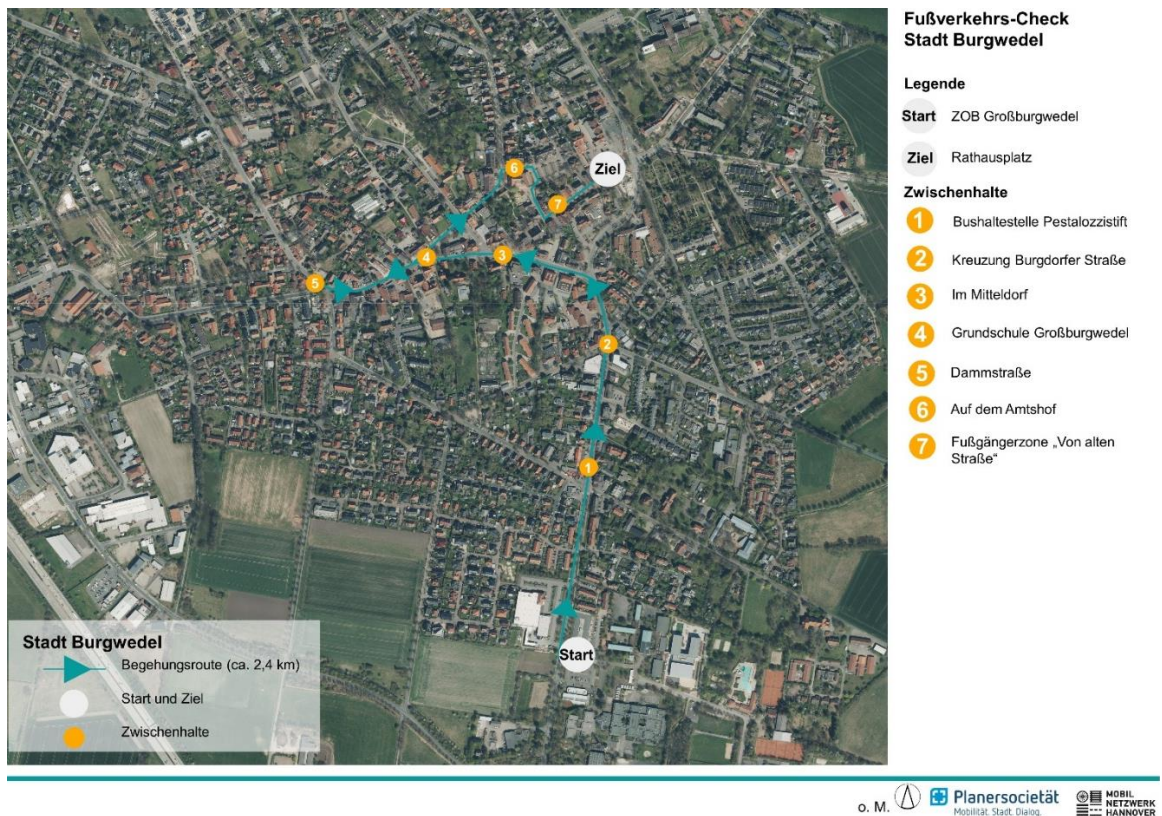 Fußverkehrs-Check
Stadt Burgwedel
Legende
Start ZOB Großburgwedel
Ziel Rathausplatz
Zwischenhalte
1 Bushaltestelle Pestalozzistift
2 Kreuzung Burgdorfer Straße
3 Im Mitteldorf
4 Grundschule Großburgwedel
5 Dammstraße
6 Auf dem Amtshof
7 Fußgängerzone „Von alten
Straße“
6
Ziel
7
4
3
5
2
1
Start
Stadt Burgwedel
Begehungsroute (ca. 2,4 km)
Start und Ziel
Zwischenhalte
o. M.
Planersocietät
Mobilität. Stadt. Dialog.
MOBIL
NETZWERK
HANNOVER